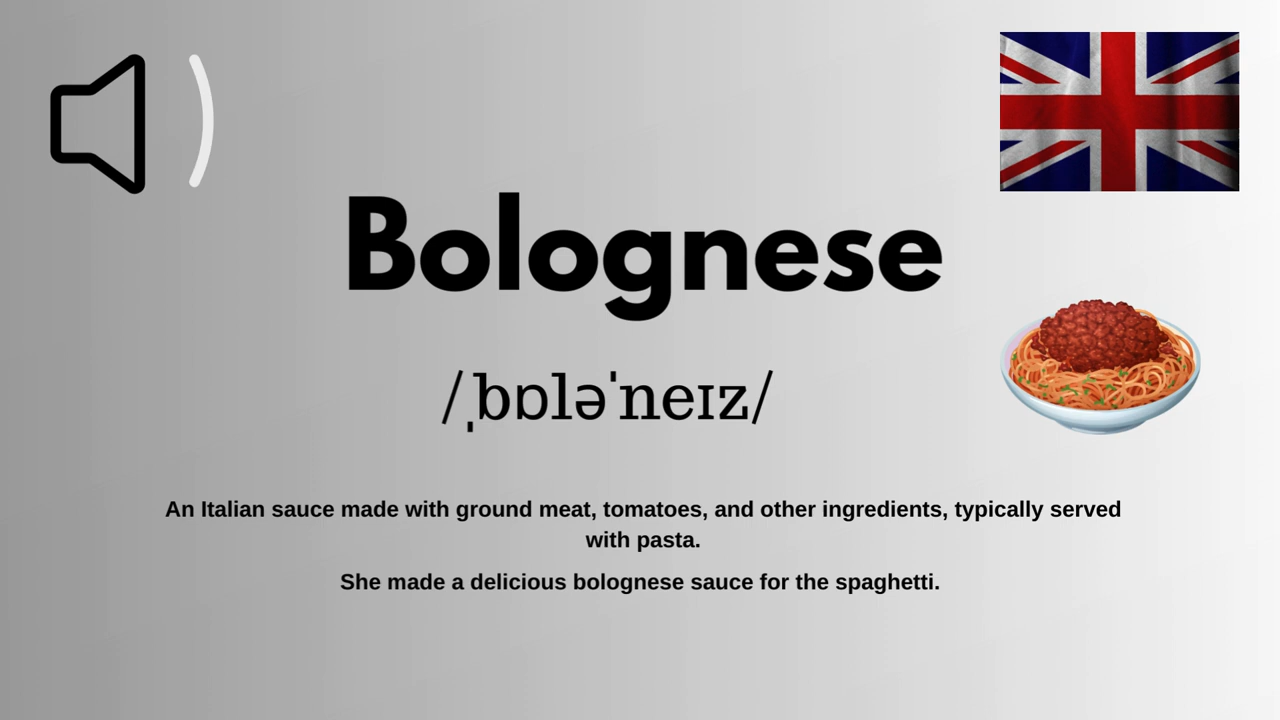 Bolognese
/ˌbɒləˈneɪz/
An Italian sauce made with ground meat, tomatoes, and other ingredients, typically served
with pasta.
She made a delicious bolognese sauce for the spaghetti.